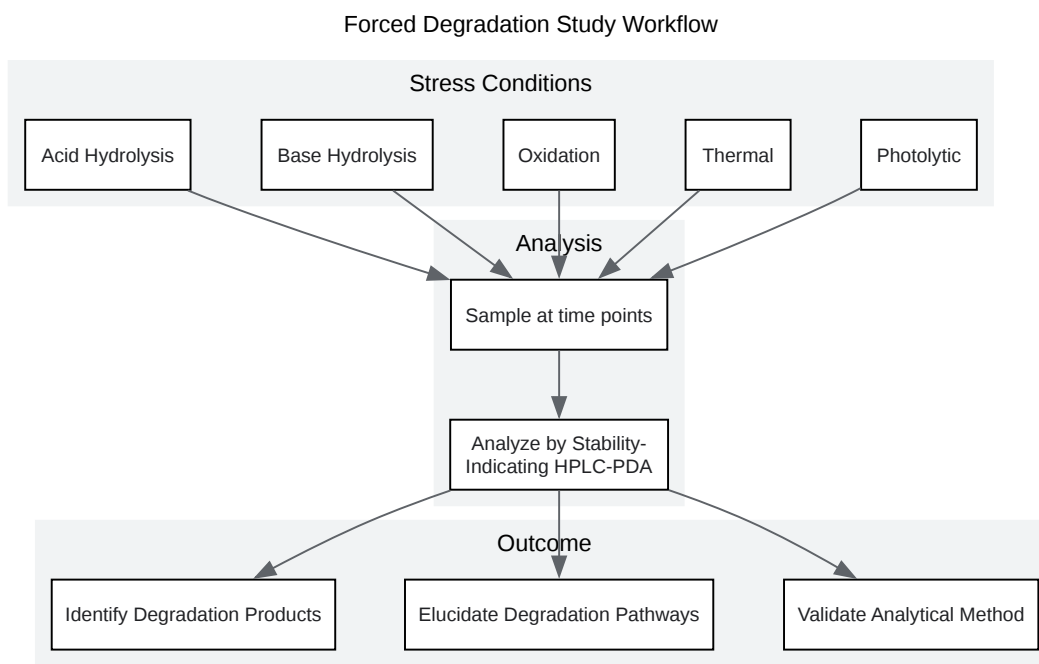 Forced Degradation Study Workflow
Stress Conditions
Acid Hydrolysis
Base Hydrolysis
Oxidation
Thermal
Photolytic
Analysis
Sample at time points
Analyze by Stability-
Indicating HPLC-PDA
Outcome
Identify Degradation Products
Elucidate Degradation Pathways
Validate Analytical Method